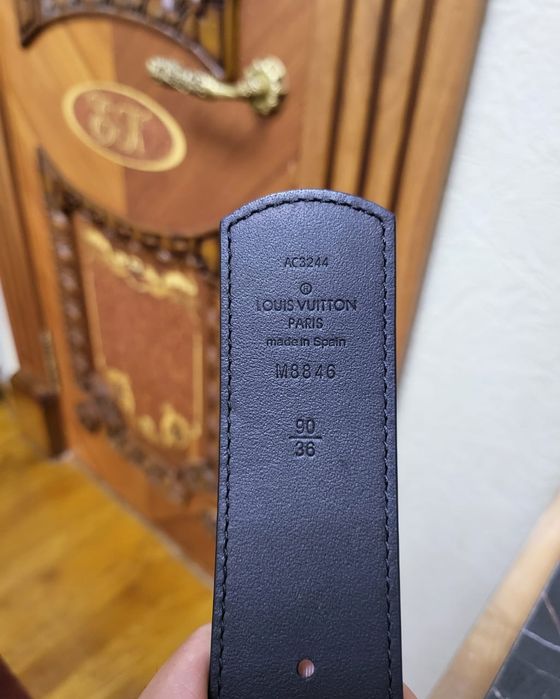 AC3244
LOUIS VUITTON
PARIS
made in Spain
M8846
90
36